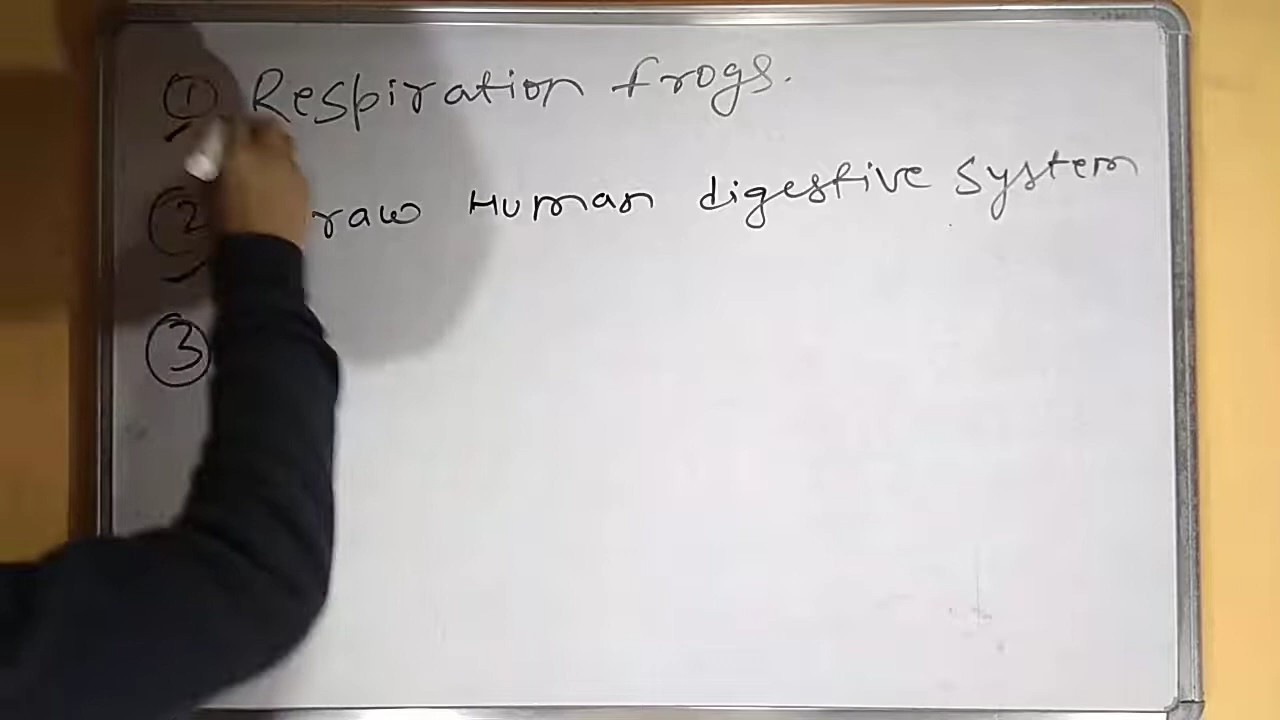 ① Respiration frogs.
② raw Human digestive system
③